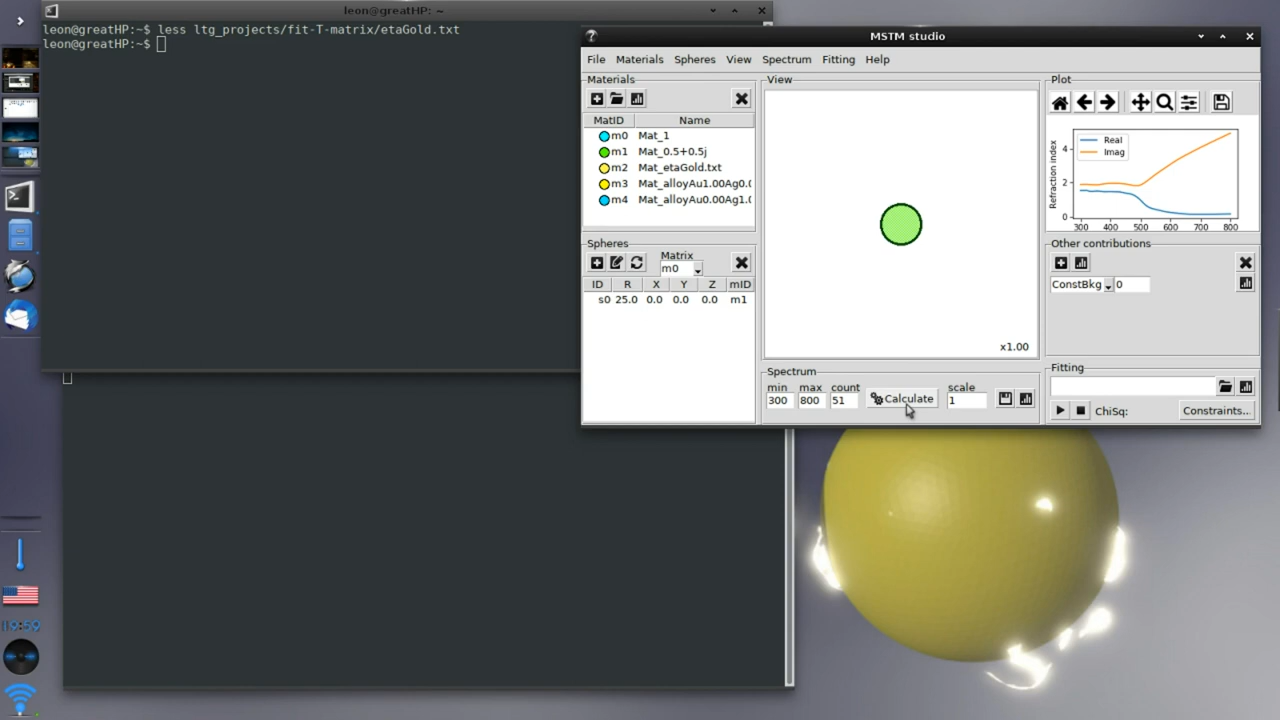 leon@greatHP: ~
leon@greatHP:~$ less ltg_projects/fit-T-matrix/etaGold.txt
leon@greatHP:~$
MSTM studio
File Materials Spheres View Spectrum Fitting Help
Materials
MatID Name
m0 Mat_1
m1 Mat_0.5+0.5j
m2 Mat_etaGold.txt
m3 Mat_alloyAu1.00Ag0.(
m4 Mat_alloyAu0.00Ag1.(
Spheres
Matrix
m0
ID R X Y Z mID
s0 25.0 0.0 0.0 0.0 m1
View
x1.00
Spectrum
min max count scale
300 800 51 Calculate 1
Plot
Real
Imag
Refraction index
4
2
0
300 400 500 600 700 800
Other contributions
ConstBkg 0
Fitting
ChiSq: Constraints...